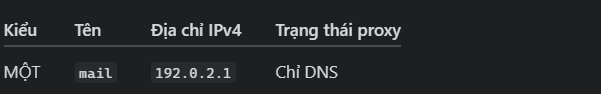 Kiểu Tên Địa chỉ IPv4 Trạng thái proxy
MỘT mail 192.0.2.1 Chỉ DNS